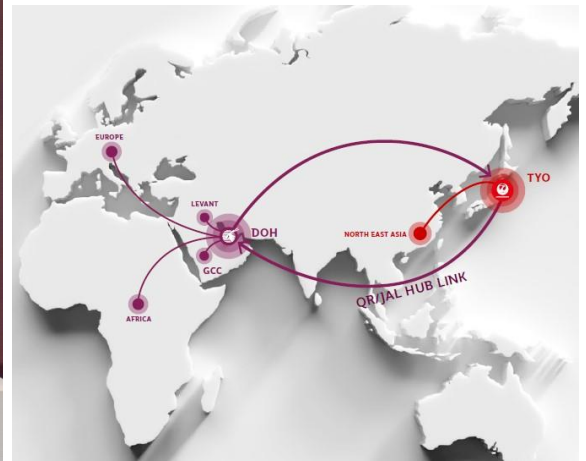 EUROPE
TYO
LEVANT
DOH
NORTH EAST ASIA
GCC
QR/JAL HUB LINK
AFRICA